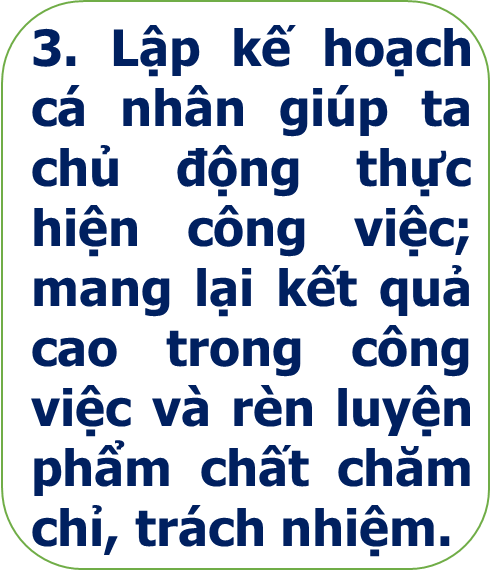 3. Lập kế hoạch
cá nhân giúp ta
chủ động thực
hiện công việc;
mang lại kết quả
cao trong công
việc và rèn luyện
phẩm chất chăm
chỉ, trách nhiệm.